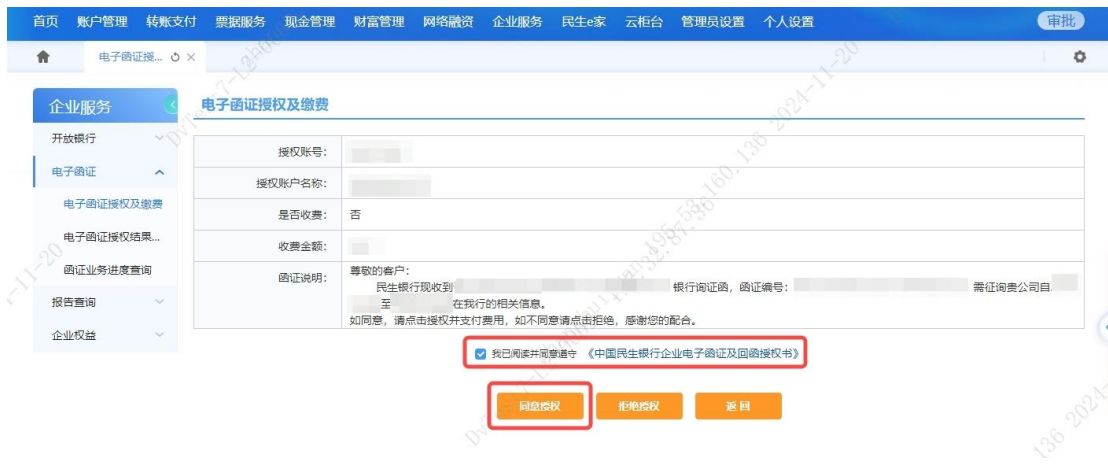 首页 账户管理 转账支付 票据服务 现金管理 财富管理 网络融资 企业服务 民生e家 云柜台 管理员设置 个人设置 审批
电子函证授... ×
企业服务
开放银行
电子函证
电子函证授权及缴费
电子函证授权结果...
函证业务进度查询
报告查询
企业权益
电子函证授权及缴费
授权账号:
授权账户名称:
是否收费: 否
收费金额:
函证说明: 尊敬的客户:
民生银行现收到 银行询证函,函证编号: 需征询贵公司自
至 在我行的相关信息。
如同意,请点击授权并支付费用,如不同意请点击拒绝,感谢您的配合。
我已阅读并同意遵守 《中国民生银行企业电子函证及回函授权书》
同意授权 拒绝授权 返回